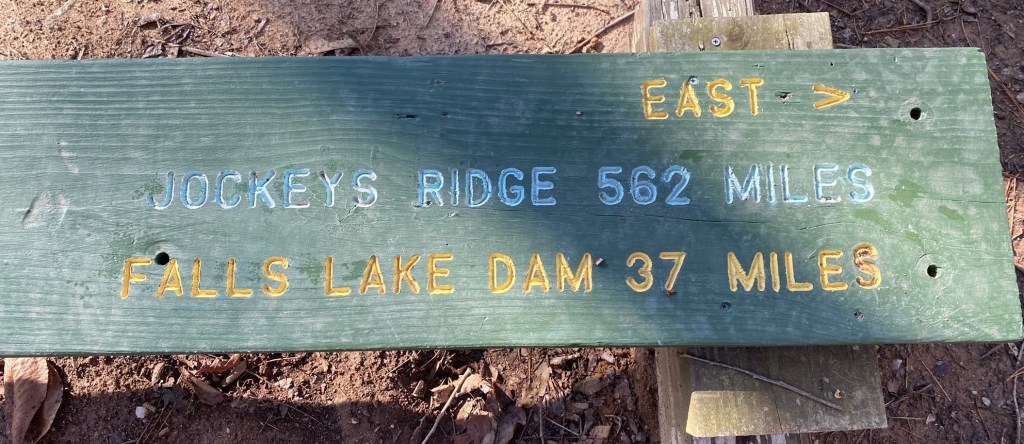 EAST >
JOCKEYS RIDGE 562 MILES
FALLS LAKE DAM 37 MILES